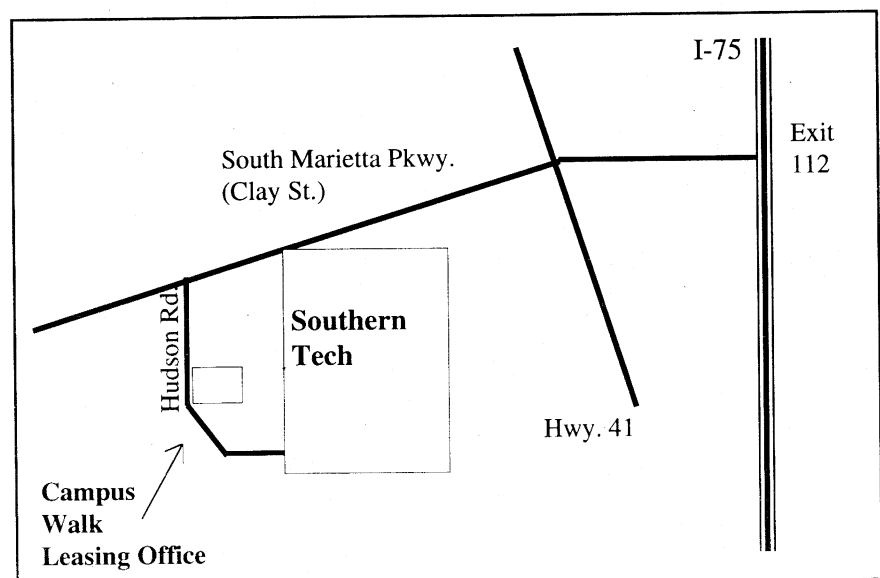 I-75
Exit
112
South Marietta Pkwy.
(Clay St.)
Hudson Rd.
Southern
Tech
Hwy. 41
Campus
Walk
Leasing Office